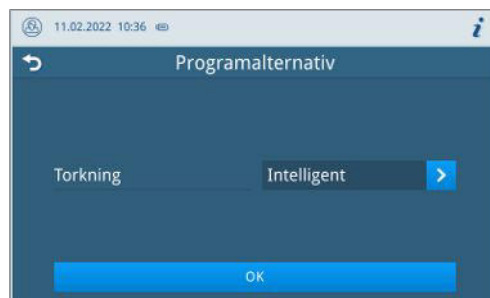 11.02.2022 10:36
i
Programalternativ
Torkning Intelligent
OK